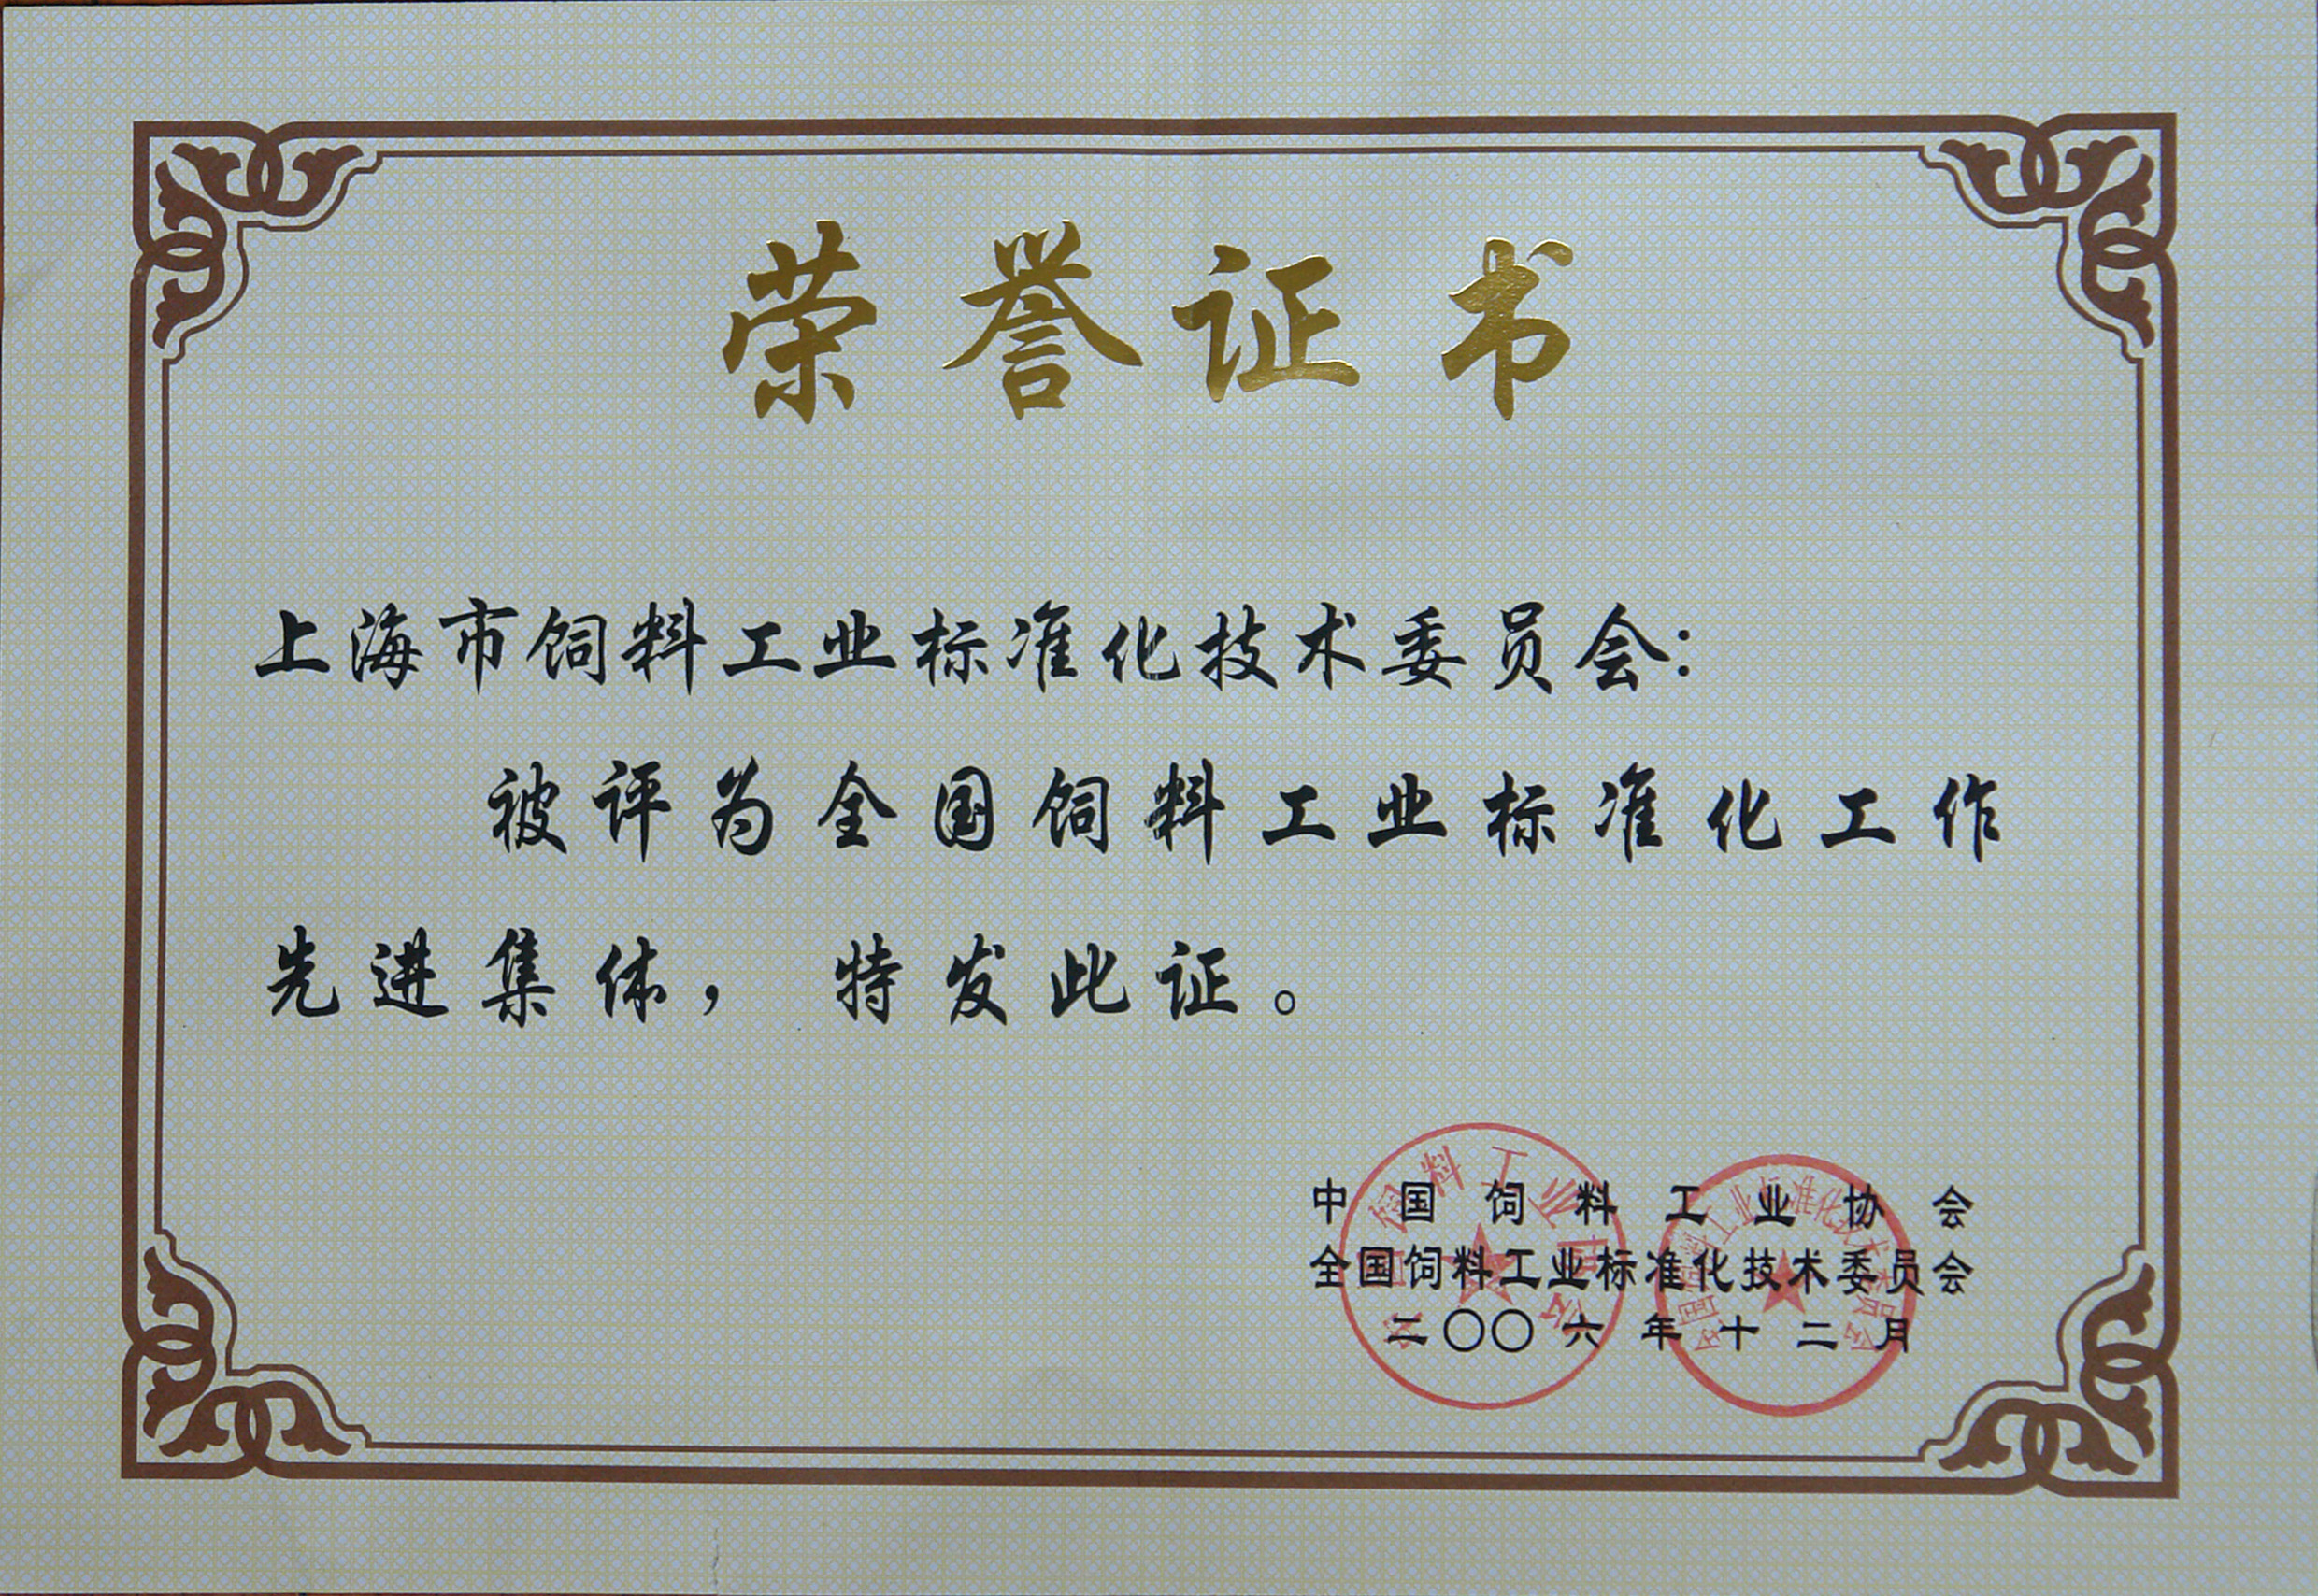 荣誉证书
上海市饲料工业标准化技术委员会：
被评为全国饲料工业标准化工作
先进集体，特发此证。
中国饲料工业协会
全国饲料工业标准化技术委员会
二〇〇六年十二月